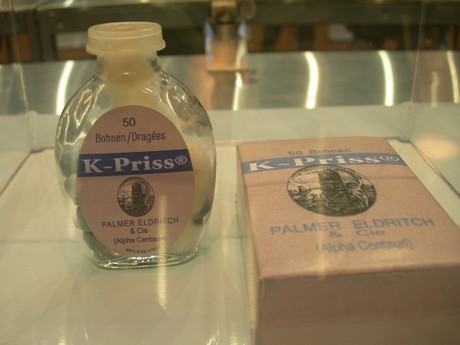 50
Bohnen/Dragées
K-Priss®
PALMER ELDRITCH
& Cie
(Alpha Centauri)
50 Bohnen
K-Priss®
PALMER ELDRITCH
& Cie
(Alpha Centauri)